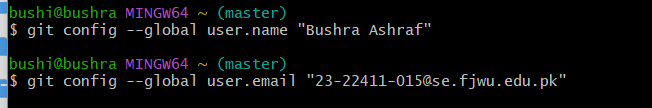 bushi@bushra MINGW64 ~ (master)
$ git config --global user.name "Bushra Ashraf"
bushi@bushra MINGW64 ~ (master)
$ git config --global user.email "23-22411-015@se.fjwu.edu.pk"